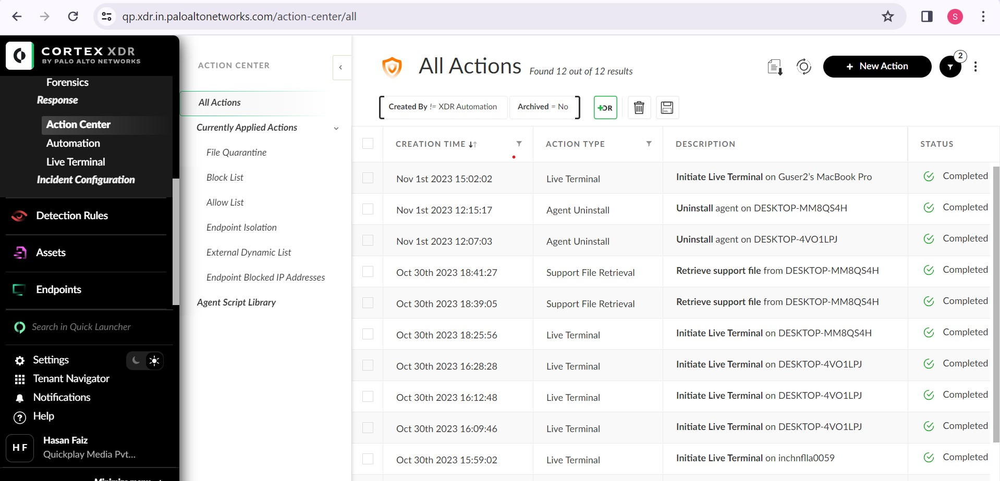 qp.xdr.in.paloaltonetworks.com/action-center/all
S
CORTEX XDR
BY PALO ALTO NETWORKS
Forensics
Response
Action Center
Automation
Live Terminal
Incident Configuration
Detection Rules
Assets
Endpoints
Search in Quick Launcher
Settings
Tenant Navigator
Notifications
Help
HF
Hasan Faiz
Quickplay Media Pvt...
Minimize menu
ACTION CENTER
All Actions
Currently Applied Actions
File Quarantine
Block List
Allow List
Endpoint Isolation
External Dynamic List
Endpoint Blocked IP Addresses
Agent Script Library
All Actions Found 12 out of 12 results
+ New Action
2
Created By != XDR Automation Archived = No
+OR
CREATION TIME ACTION TYPE DESCRIPTION STATUS
Nov 1st 2023 15:02:02 Live Terminal Initiate Live Terminal on Guser2’s MacBook Pro Completed
Nov 1st 2023 12:15:17 Agent Uninstall Uninstall agent on DESKTOP-MM8QS4H Completed
Nov 1st 2023 12:07:03 Agent Uninstall Uninstall agent on DESKTOP-4VO1LPJ Completed
Oct 30th 2023 18:41:27 Support File Retrieval Retrieve support file from DESKTOP-MM8QS4H Completed
Oct 30th 2023 18:39:05 Support File Retrieval Retrieve support file from DESKTOP-MM8QS4H Completed
Oct 30th 2023 18:25:56 Live Terminal Initiate Live Terminal on DESKTOP-MM8QS4H Completed
Oct 30th 2023 16:28:28 Live Terminal Initiate Live Terminal on DESKTOP-4VO1LPJ Completed
Oct 30th 2023 16:12:48 Live Terminal Initiate Live Terminal on DESKTOP-4VO1LPJ Completed
Oct 30th 2023 16:09:46 Live Terminal Initiate Live Terminal on DESKTOP-4VO1LPJ Completed
Oct 30th 2023 15:59:02 Live Terminal Initiate Live Terminal on inchnflla0059 Completed